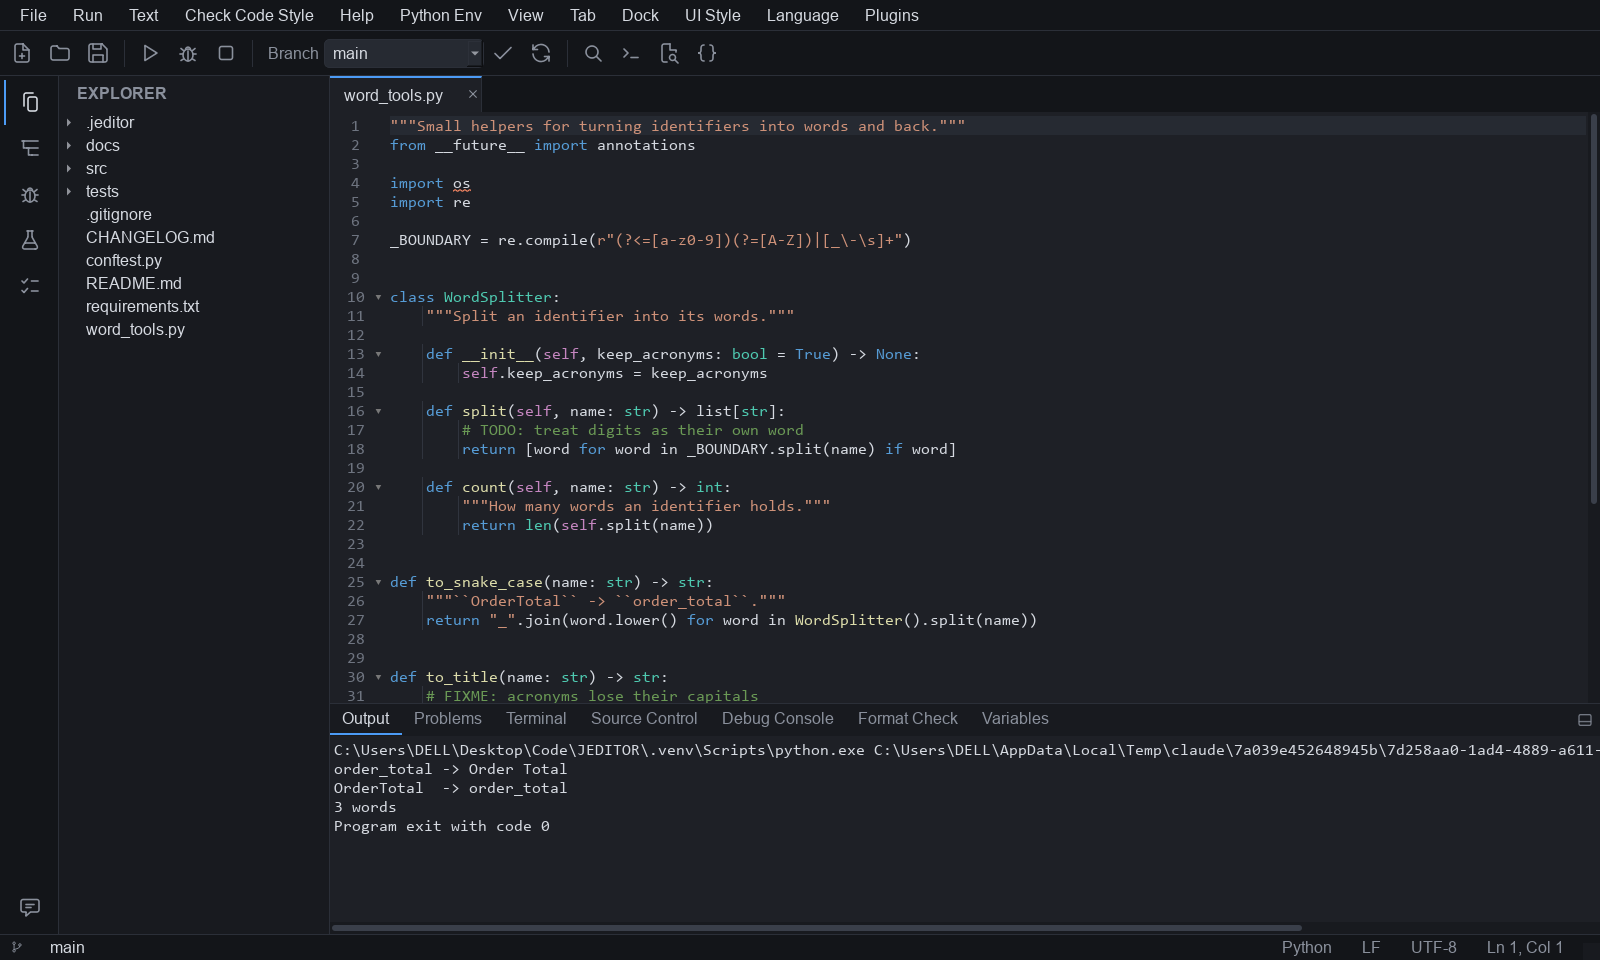 File Run Text Check Code Style Help Python Env View Tab Dock UI Style Language Plugins
Branch main
EXPLORER
.jeditor
docs
src
tests
.gitignore
CHANGELOG.md
conftest.py
README.md
requirements.txt
word_tools.py
word_tools.py ×
1 """Small helpers for turning identifiers into words and back."""
2 from __future__ import annotations
3
4 import os
5 import re
6
7 _BOUNDARY = re.compile(r"(?<=[a-z0-9])(?=[A-Z])|[_\-\s]+")
8
9
10 class WordSplitter:
11     """Split an identifier into its words."""
12
13     def __init__(self, keep_acronyms: bool = True) -> None:
14         self.keep_acronyms = keep_acronyms
15
16     def split(self, name: str) -> list[str]:
17         # TODO: treat digits as their own word
18         return [word for word in _BOUNDARY.split(name) if word]
19
20     def count(self, name: str) -> int:
21         """How many words an identifier holds."""
22         return len(self.split(name))
23
24
25 def to_snake_case(name: str) -> str:
26     """``OrderTotal`` -> ``order_total``."""
27     return "_".join(word.lower() for word in WordSplitter().split(name))
28
29
30 def to_title(name: str) -> str:
31     # FIXME: acronyms lose their capitals
Output Problems Terminal Source Control Debug Console Format Check Variables
C:\Users\DELL\Desktop\Code\JEDITOR\.venv\Scripts\python.exe C:\Users\DELL\AppData\Local\Temp\claude\7a039e452648945b\7d258aa0-1ad4-4889-a611-
order_total -> Order Total
OrderTotal  -> order_total
3 words
Program exit with code 0
main Python LF UTF-8 Ln 1, Col 1